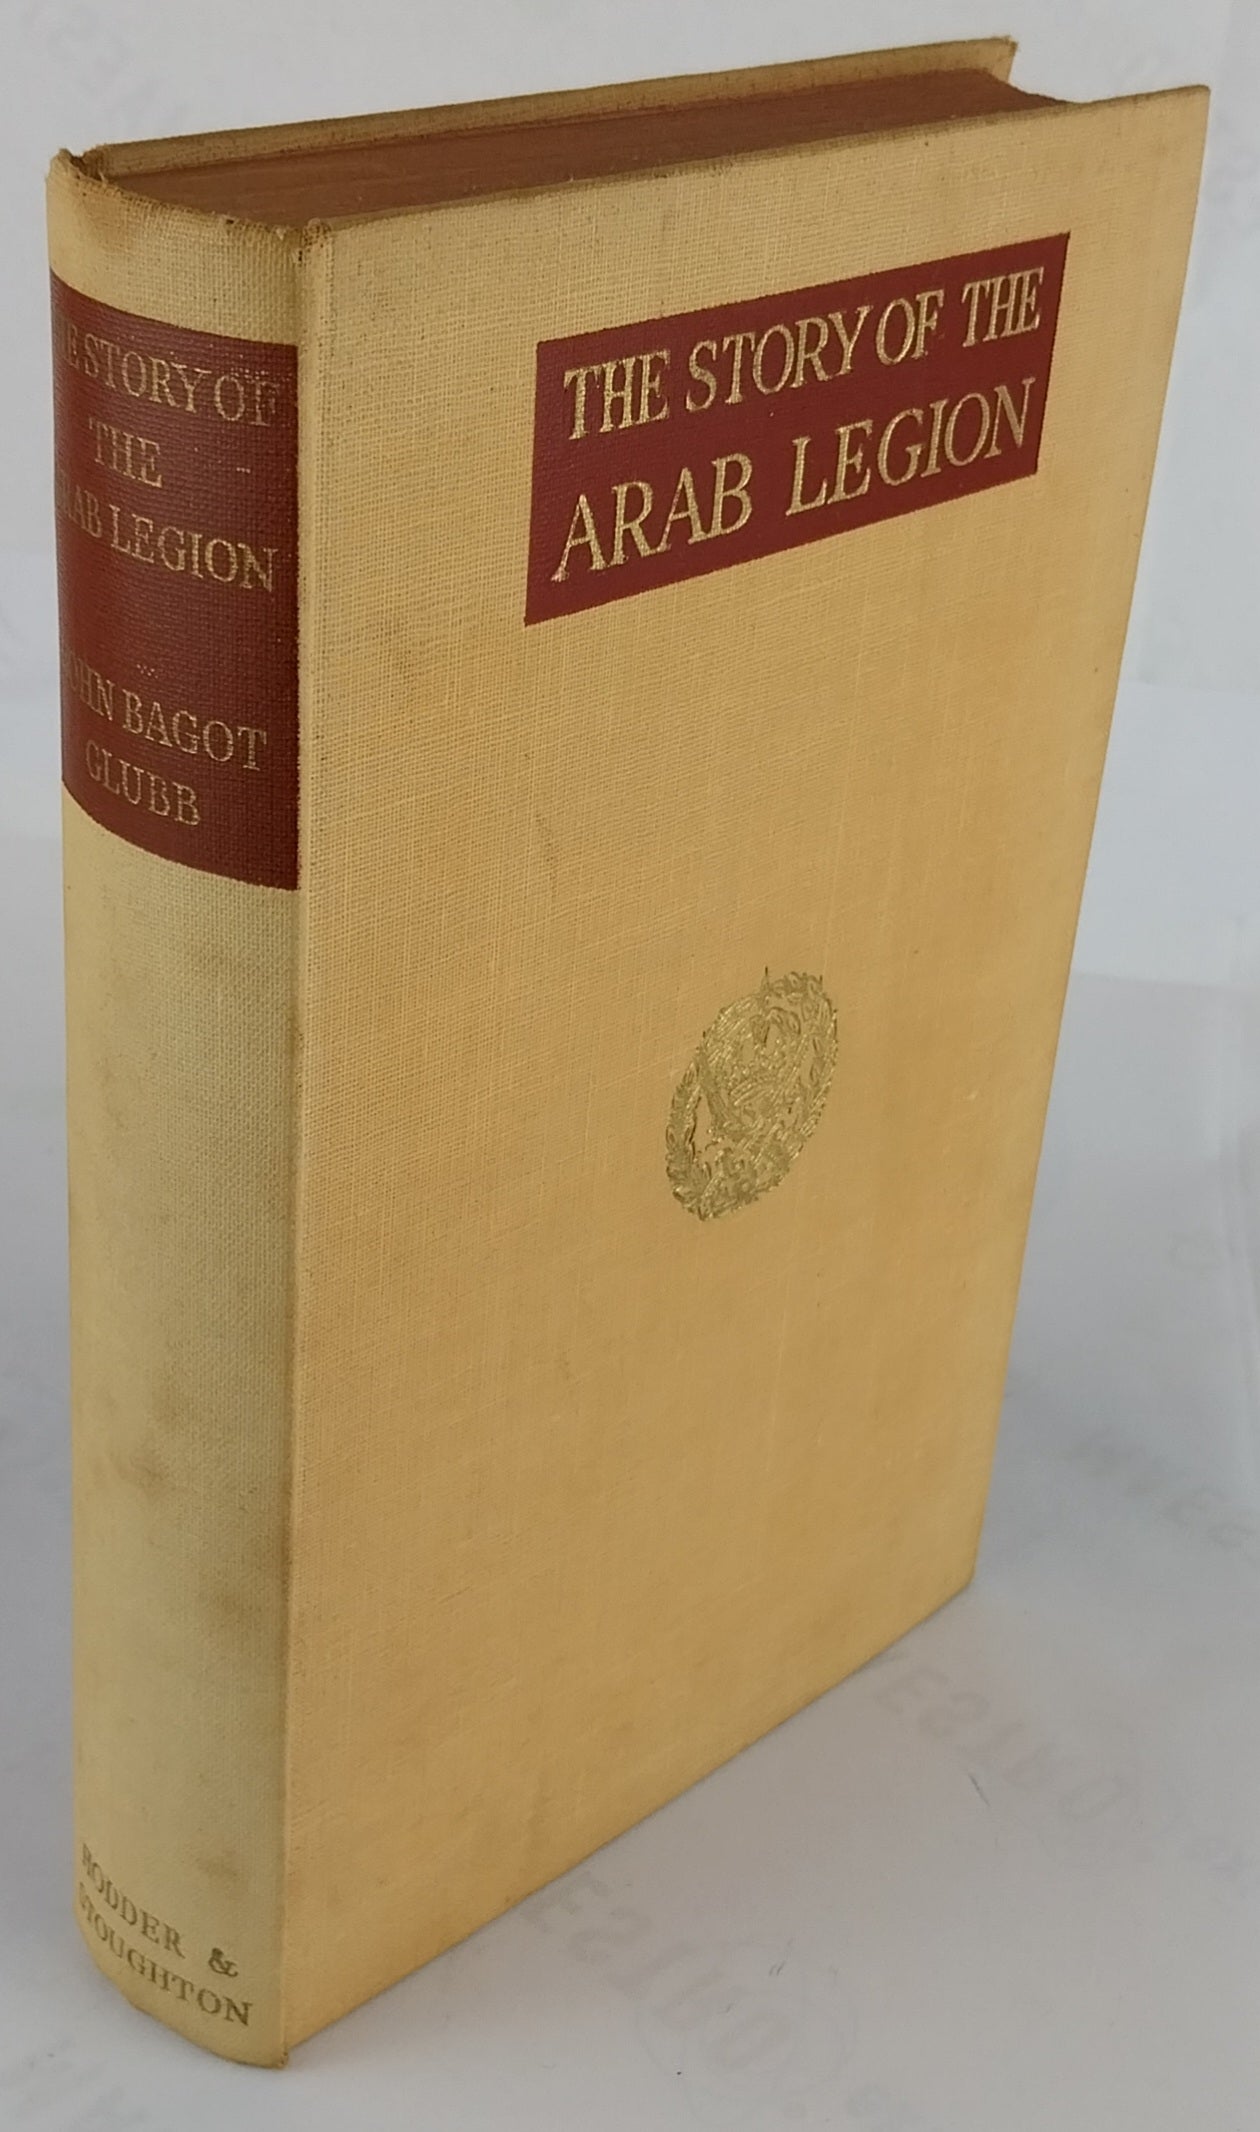 THE STORY OF THE
ARAB LEGION
THE STORY OF
THE
ARAB LEGION
JOHN BAGOT
GLUBB
HODDER &
STOUGHTON